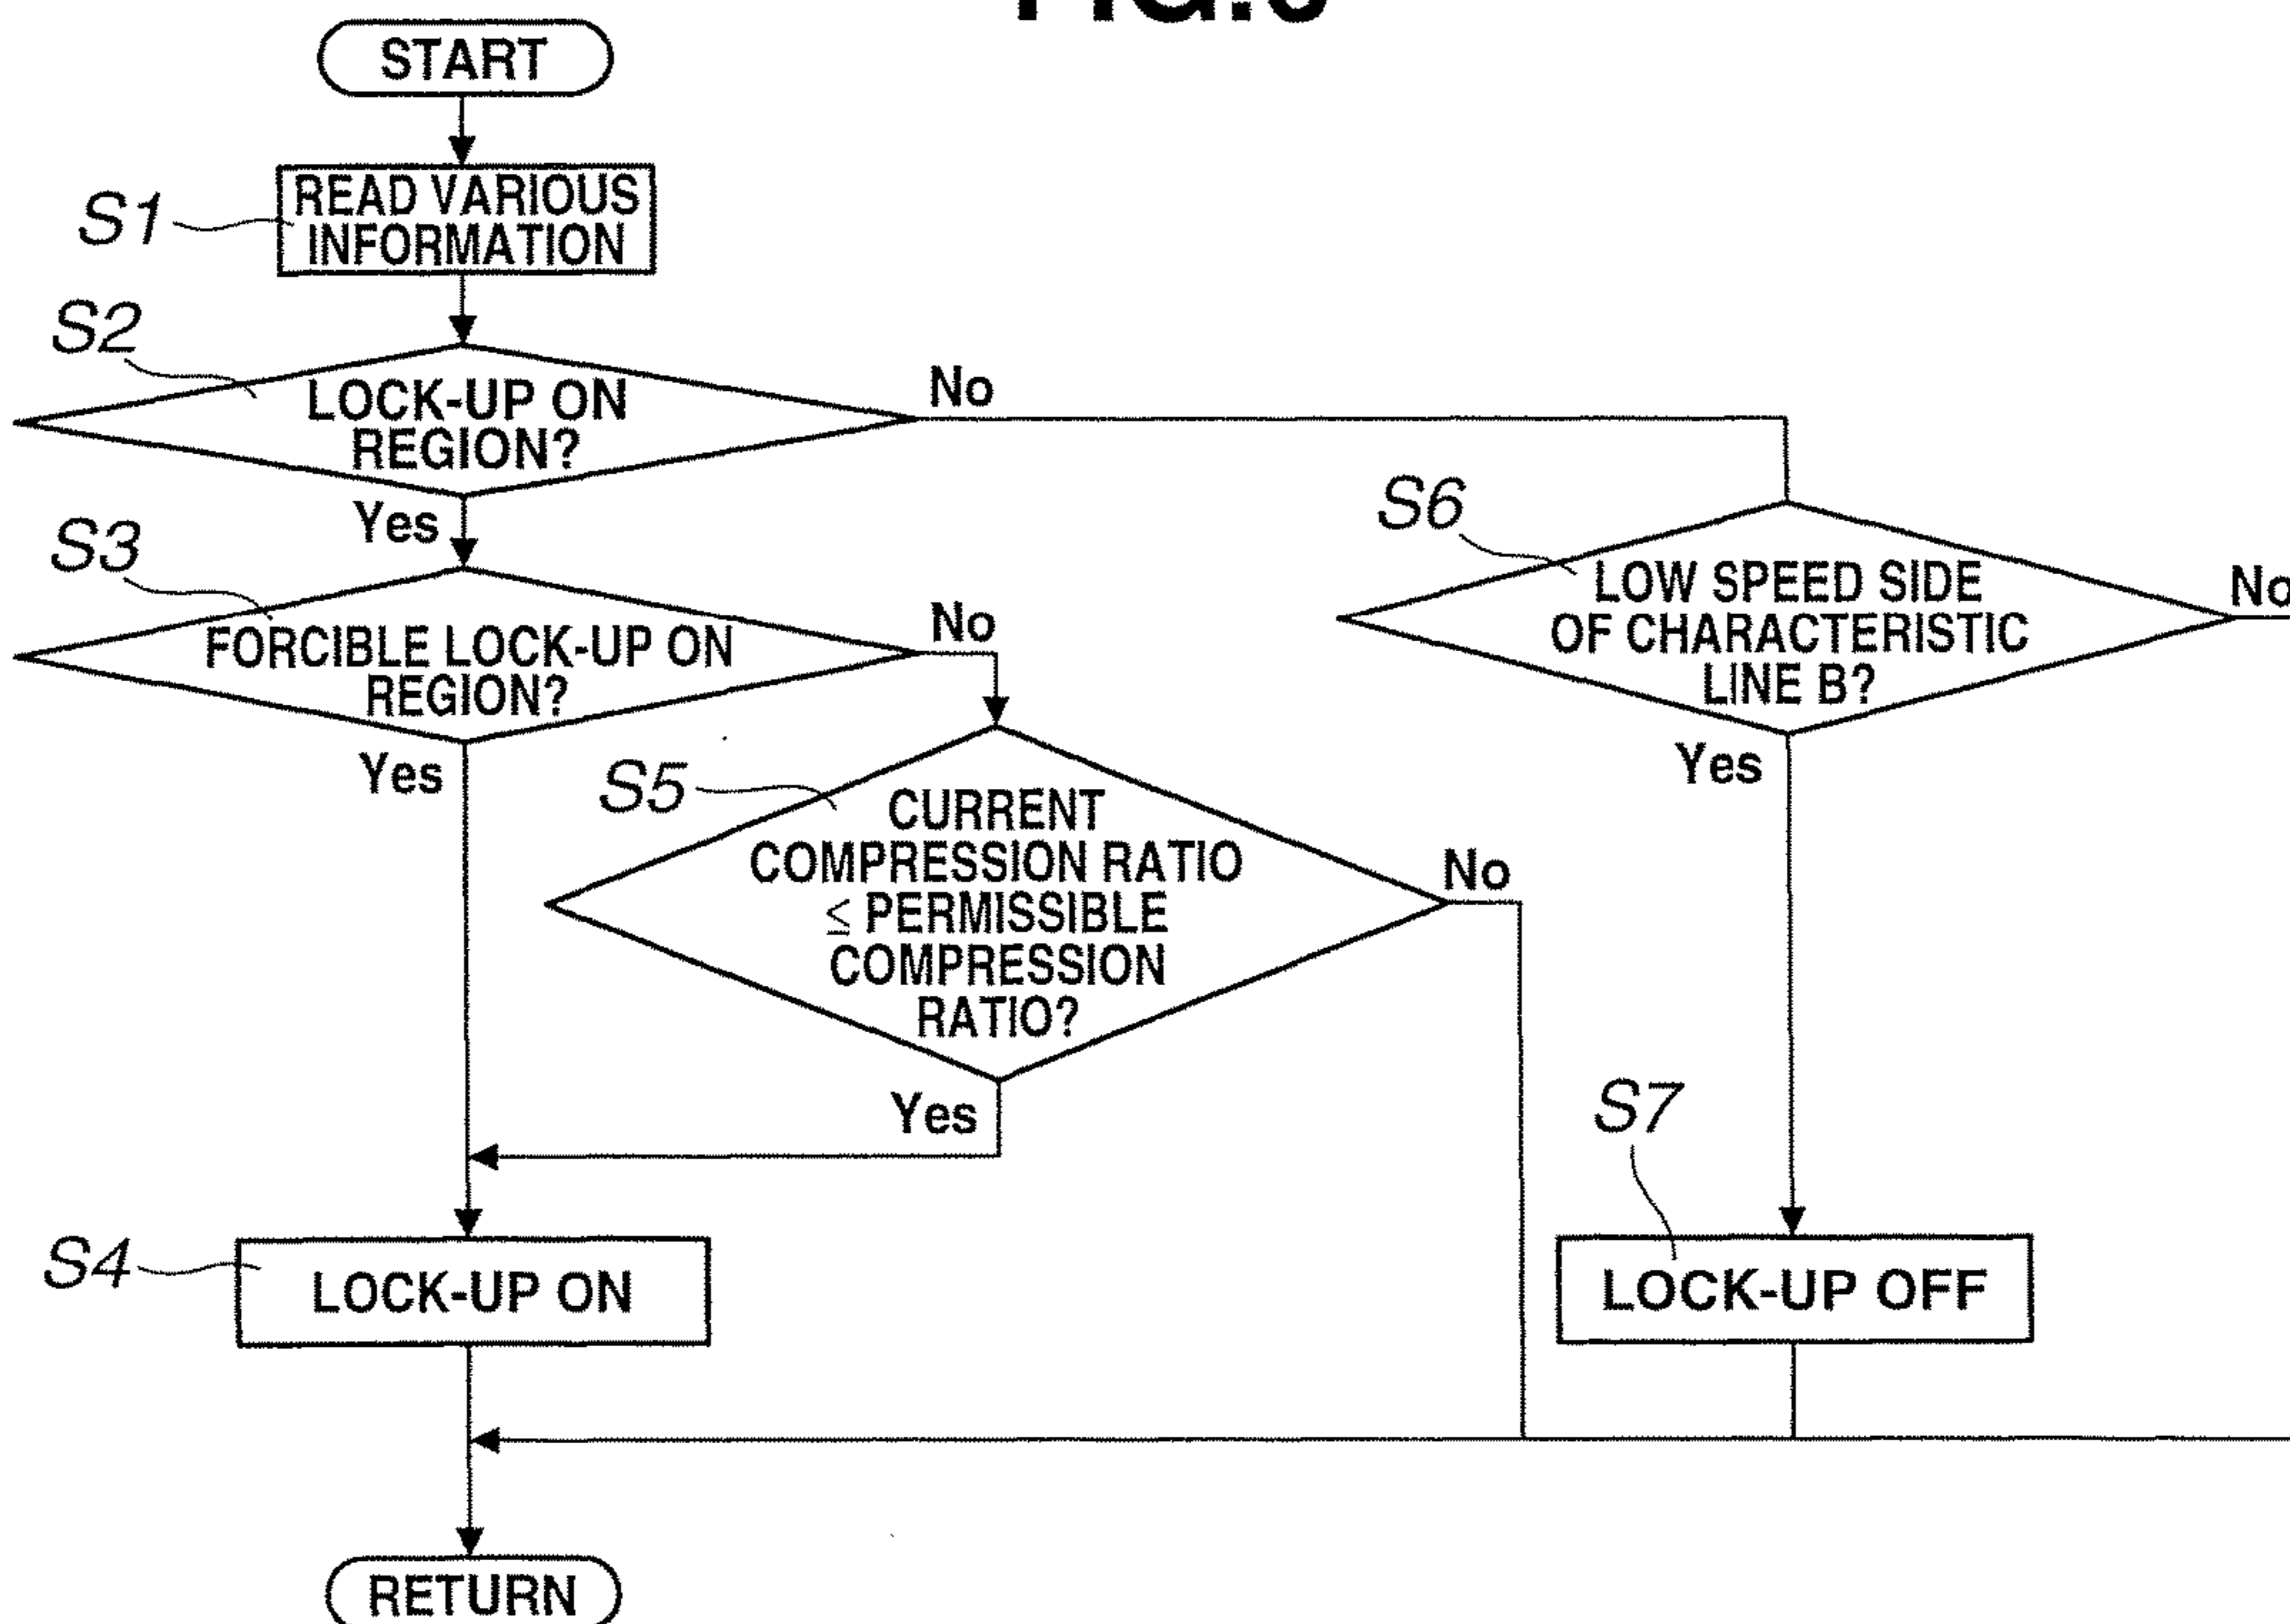 START
S1
READ VARIOUS
INFORMATION
S2
LOCK-UP ON
REGION?
No
Yes
S3
FORCIBLE LOCK-UP ON
REGION?
No
Yes
S6
LOW SPEED SIDE
OF CHARACTERISTIC
LINE B?
No
Yes
S5
CURRENT
COMPRESSION RATIO
≤ PERMISSIBLE
COMPRESSION
RATIO?
No
Yes
S4
LOCK-UP ON
S7
LOCK-UP OFF
RETURN